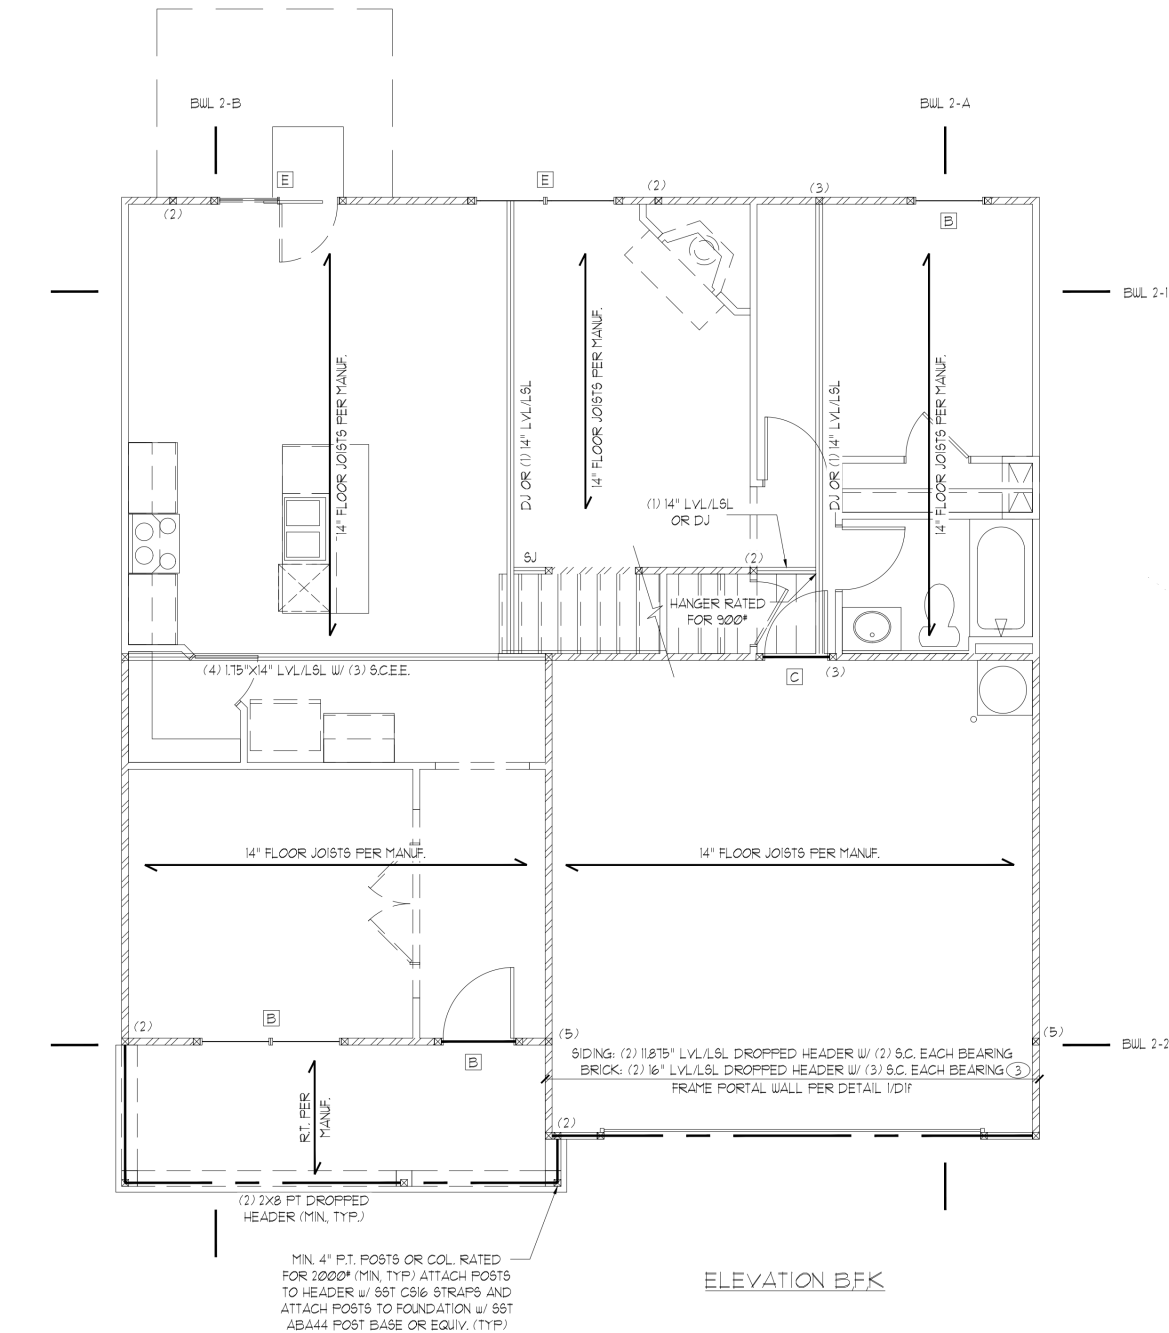 BWL 2-B
BWL 2-A
E
E
(2)
(3)
(2)
B
BWL 2-1
14" FLOOR JOISTS PER MANUF.
14" FLOOR JOISTS PER MANUF.
DJ OR (1) 14" LVL/LSL
DJ OR (1) 14" LVL/LSL
14" FLOOR JOISTS PER MANUF.
(1) 14" LVL/LSL
OR DJ
SJ
(2)
HANGER RATED
FOR 900#
(4) 1.75"X14" LVL/LSL W/ (3) S.C.E.E.
C
(3)
14" FLOOR JOISTS PER MANUF.
14" FLOOR JOISTS PER MANUF.
(2)
B
B
(5)
(5)
BWL 2-2
SIDING: (2) 11.875" LVL/LSL DROPPED HEADER W/ (2) S.C. EACH BEARING
BRICK: (2) 16" LVL/LSL DROPPED HEADER W/ (3) S.C. EACH BEARING
3
FRAME PORTAL WALL PER DETAIL 1/D1f
R.T. PER
MANUF.
(2)
(2) 2X8 PT DROPPED
HEADER (MIN., TYP.)
MIN. 4" P.T. POSTS OR COL. RATED
FOR 2000# (MIN, TYP) ATTACH POSTS
TO HEADER w/ SST CS16 STRAPS AND
ATTACH POSTS TO FOUNDATION w/ SST
ABA44 POST BASE OR EQUIV. (TYP)
ELEVATION B,F,K